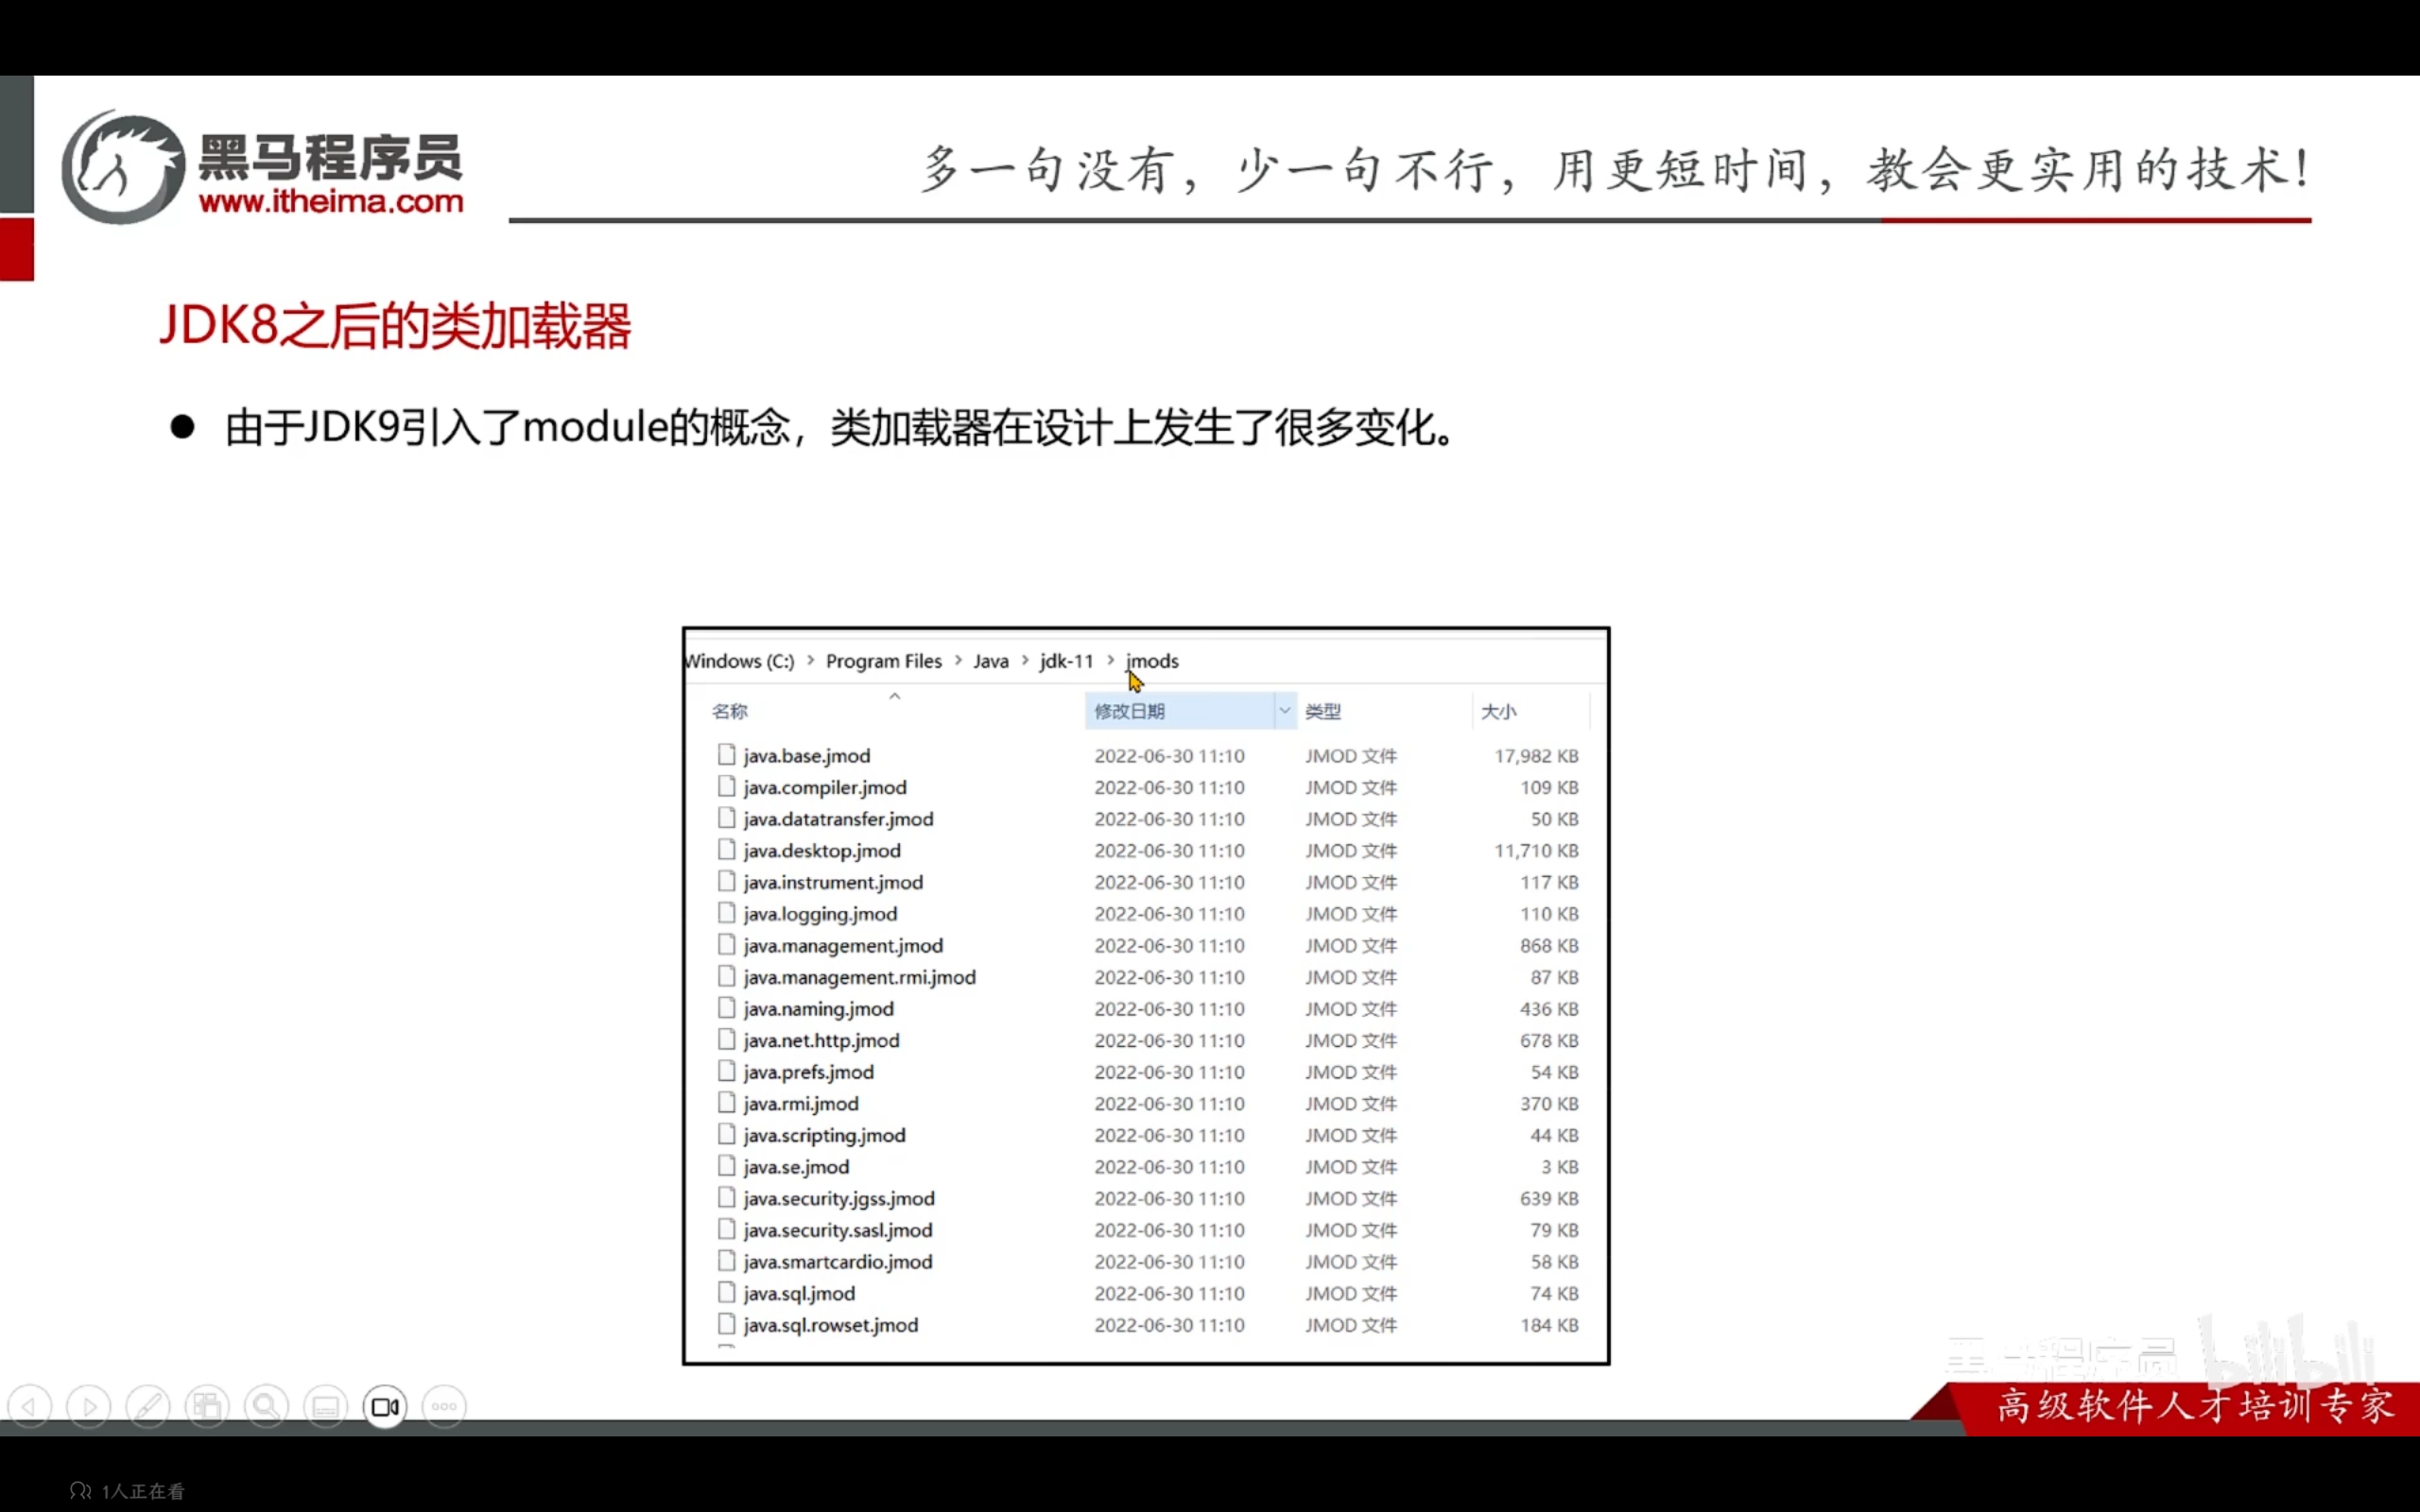 黑马程序员
www.itheima.com
多一句没有，少一句不行，用更短时间，教会更实用的技术！
JDK8之后的类加载器
● 由于JDK9引入了module的概念，类加载器在设计上发生了很多变化。
Windows (C:) > Program Files > Java > jdk-11 > jmods
名称 修改日期 类型 大小
java.base.jmod 2022-06-30 11:10 JMOD 文件 17,982 KB
java.compiler.jmod 2022-06-30 11:10 JMOD 文件 109 KB
java.datatransfer.jmod 2022-06-30 11:10 JMOD 文件 50 KB
java.desktop.jmod 2022-06-30 11:10 JMOD 文件 11,710 KB
java.instrument.jmod 2022-06-30 11:10 JMOD 文件 117 KB
java.logging.jmod 2022-06-30 11:10 JMOD 文件 110 KB
java.management.jmod 2022-06-30 11:10 JMOD 文件 868 KB
java.management.rmi.jmod 2022-06-30 11:10 JMOD 文件 87 KB
java.naming.jmod 2022-06-30 11:10 JMOD 文件 436 KB
java.net.http.jmod 2022-06-30 11:10 JMOD 文件 678 KB
java.prefs.jmod 2022-06-30 11:10 JMOD 文件 54 KB
java.rmi.jmod 2022-06-30 11:10 JMOD 文件 370 KB
java.scripting.jmod 2022-06-30 11:10 JMOD 文件 44 KB
java.se.jmod 2022-06-30 11:10 JMOD 文件 3 KB
java.security.jgss.jmod 2022-06-30 11:10 JMOD 文件 639 KB
java.security.sasl.jmod 2022-06-30 11:10 JMOD 文件 79 KB
java.smartcardio.jmod 2022-06-30 11:10 JMOD 文件 58 KB
java.sql.jmod 2022-06-30 11:10 JMOD 文件 74 KB
java.sql.rowset.jmod 2022-06-30 11:10 JMOD 文件 184 KB
黑马程序员 bilibili
高级软件人才培训专家
1人正在看